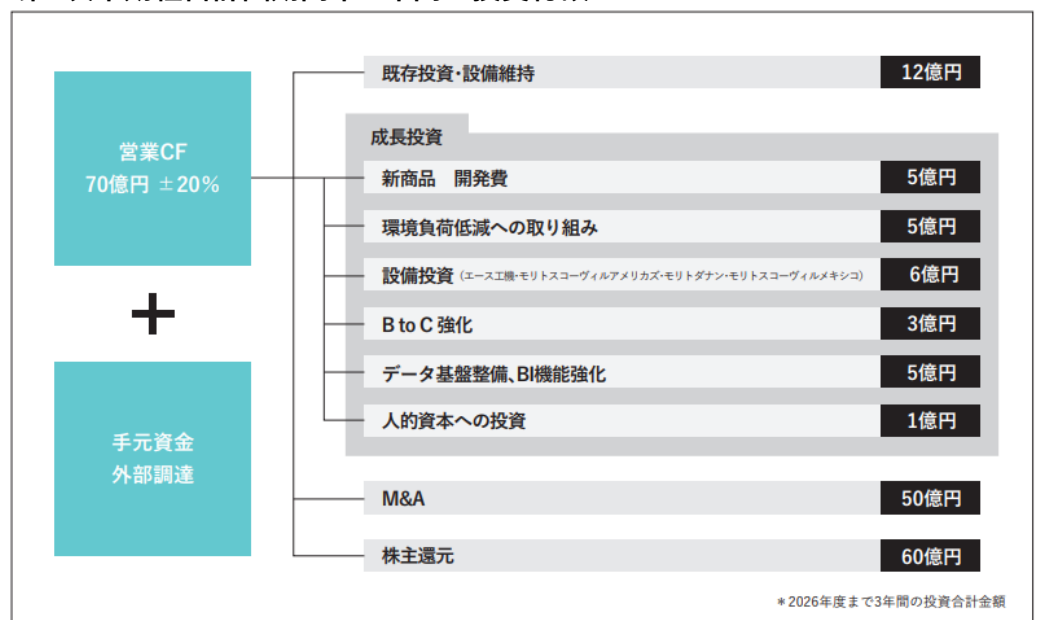 営業CF
70億円 ±20%
+
手元資金
外部調達
既存投資・設備維持 12億円
成長投資
新商品　開発費 5億円
環境負荷低減への取り組み 5億円
設備投資（エース工機・モリトスコーヴィルアメリカズ・モリトダナン・モリトスコーヴィルメキシコ） 6億円
B to C 強化 3億円
データ基盤整備、BI機能強化 5億円
人的資本への投資 1億円
M&A 50億円
株主還元 60億円
＊2026年度まで3年間の投資合計金額